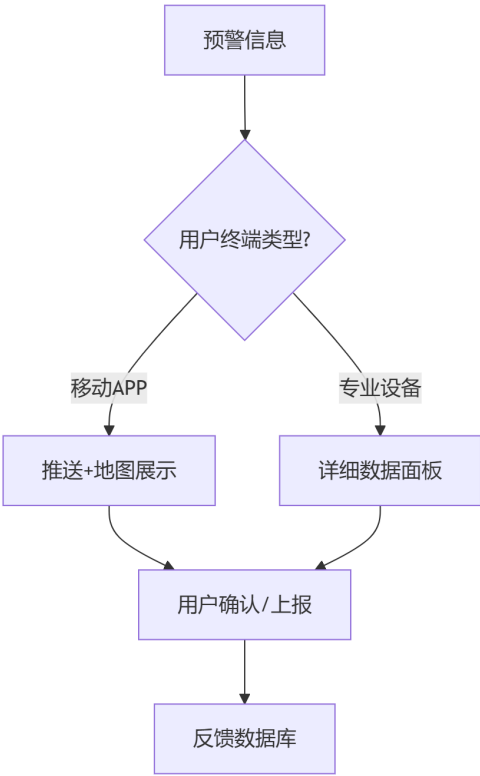 预警信息
用户终端类型?
移动APP
专业设备
推送+地图展示
详细数据面板
用户确认/上报
反馈数据库